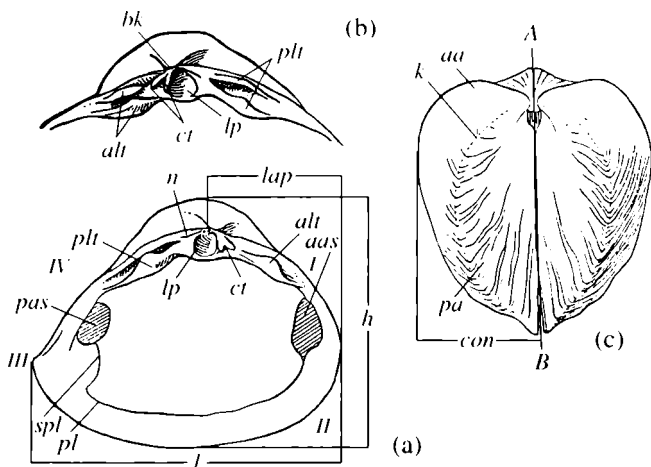 bk
(b)
plt
A
aa
k
alt
ct
lp
n
lap
plt
alt
aas
I
IV
lp
ct
pas
h
pa
III
con
(c)
B
spl
pl
II
l
(a)